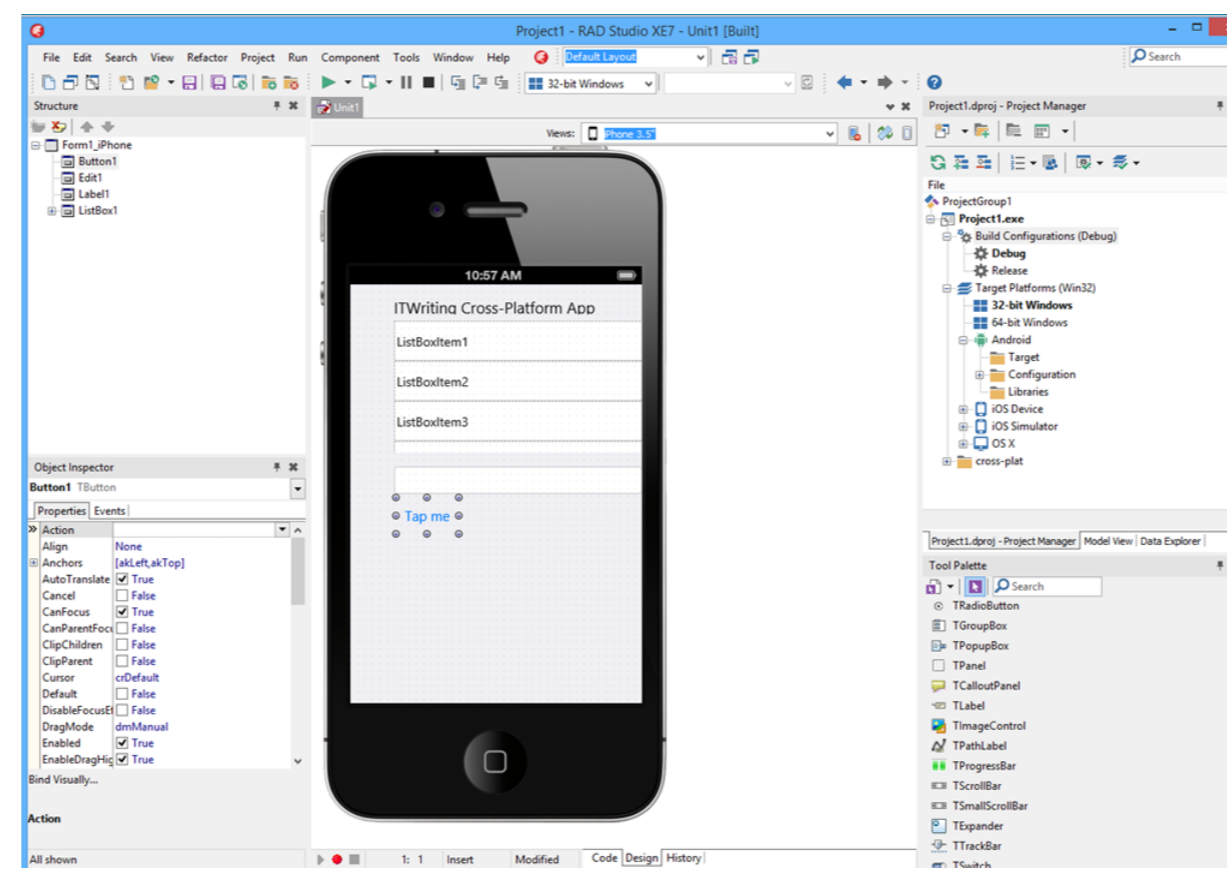 Project1 - RAD Studio XE7 - Unit1 [Built]
File Edit Search View Refactor Project Run Component Tools Window Help Default Layout Search
32-bit Windows
Structure
Form1_iPhone
Button1
Edit1
Label1
ListBox1
Object Inspector
Button1 TButton
Properties Events
Action
Align None
Anchors [akLeft,akTop]
AutoTranslate True
Cancel False
CanFocus True
CanParentFocu False
ClipChildren False
ClipParent False
Cursor crDefault
Default False
DisableFocusEf False
DragMode dmManual
Enabled True
EnableDragHig True
Bind Visually...
Action
All shown
Unit1
Views: Phone 3.5"
10:57 AM
ITWriting Cross-Platform App
ListBoxItem1
ListBoxItem2
ListBoxItem3
Tap me
1: 1 Insert Modified Code Design History
Project1.dproj - Project Manager
File
ProjectGroup1
Project1.exe
Build Configurations (Debug)
Debug
Release
Target Platforms (Win32)
32-bit Windows
64-bit Windows
Android
Target
Configuration
Libraries
iOS Device
iOS Simulator
OS X
cross-plat
Project1.dproj - Project Manager Model View Data Explorer
Tool Palette
Search
TRadioButton
TGroupBox
TPopupBox
TPanel
TCalloutPanel
TLabel
TImageControl
TPathLabel
TProgressBar
TScrollBar
TSmallScrollBar
TExpander
TTrackBar
TSwitch